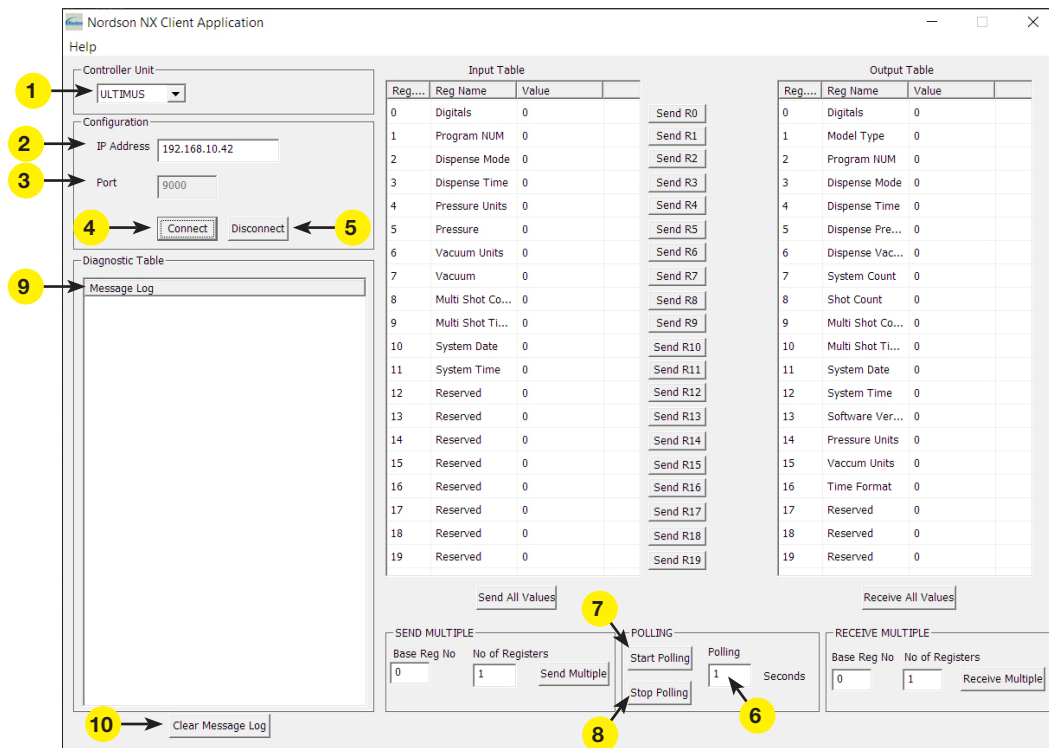 Nordson NX Client Application
Help
Controller Unit
1
ULTIMUS
Configuration
2
IP Address 192.168.10.42
3
Port 9000
4
Connect Disconnect
5
Diagnostic Table
9
Message Log
10
Clear Message Log
Input Table
Reg.... Reg Name Value
0 Digitals 0 Send R0
1 Program NUM 0 Send R1
2 Dispense Mode 0 Send R2
3 Dispense Time 0 Send R3
4 Pressure Units 0 Send R4
5 Pressure 0 Send R5
6 Vacuum Units 0 Send R6
7 Vacuum 0 Send R7
8 Multi Shot Co... 0 Send R8
9 Multi Shot Ti... 0 Send R9
10 System Date 0 Send R10
11 System Time 0 Send R11
12 Reserved 0 Send R12
13 Reserved 0 Send R13
14 Reserved 0 Send R14
15 Reserved 0 Send R15
16 Reserved 0 Send R16
17 Reserved 0 Send R17
18 Reserved 0 Send R18
19 Reserved 0 Send R19
Send All Values
Output Table
Reg.... Reg Name Value
0 Digitals 0
1 Model Type 0
2 Program NUM 0
3 Dispense Mode 0
4 Dispense Time 0
5 Dispense Pre... 0
6 Dispense Vac... 0
7 System Count 0
8 Shot Count 0
9 Multi Shot Co... 0
10 Multi Shot Ti... 0
11 System Date 0
12 System Time 0
13 Software Ver... 0
14 Pressure Units 0
15 Vaccum Units 0
16 Time Format 0
17 Reserved 0
18 Reserved 0
19 Reserved 0
Receive All Values
SEND MULTIPLE
Base Reg No No of Registers
0 1 Send Multiple
7
POLLING
Start Polling Polling
1 Seconds
Stop Polling
6
8
RECEIVE MULTIPLE
Base Reg No No of Registers
0 1 Receive Multiple